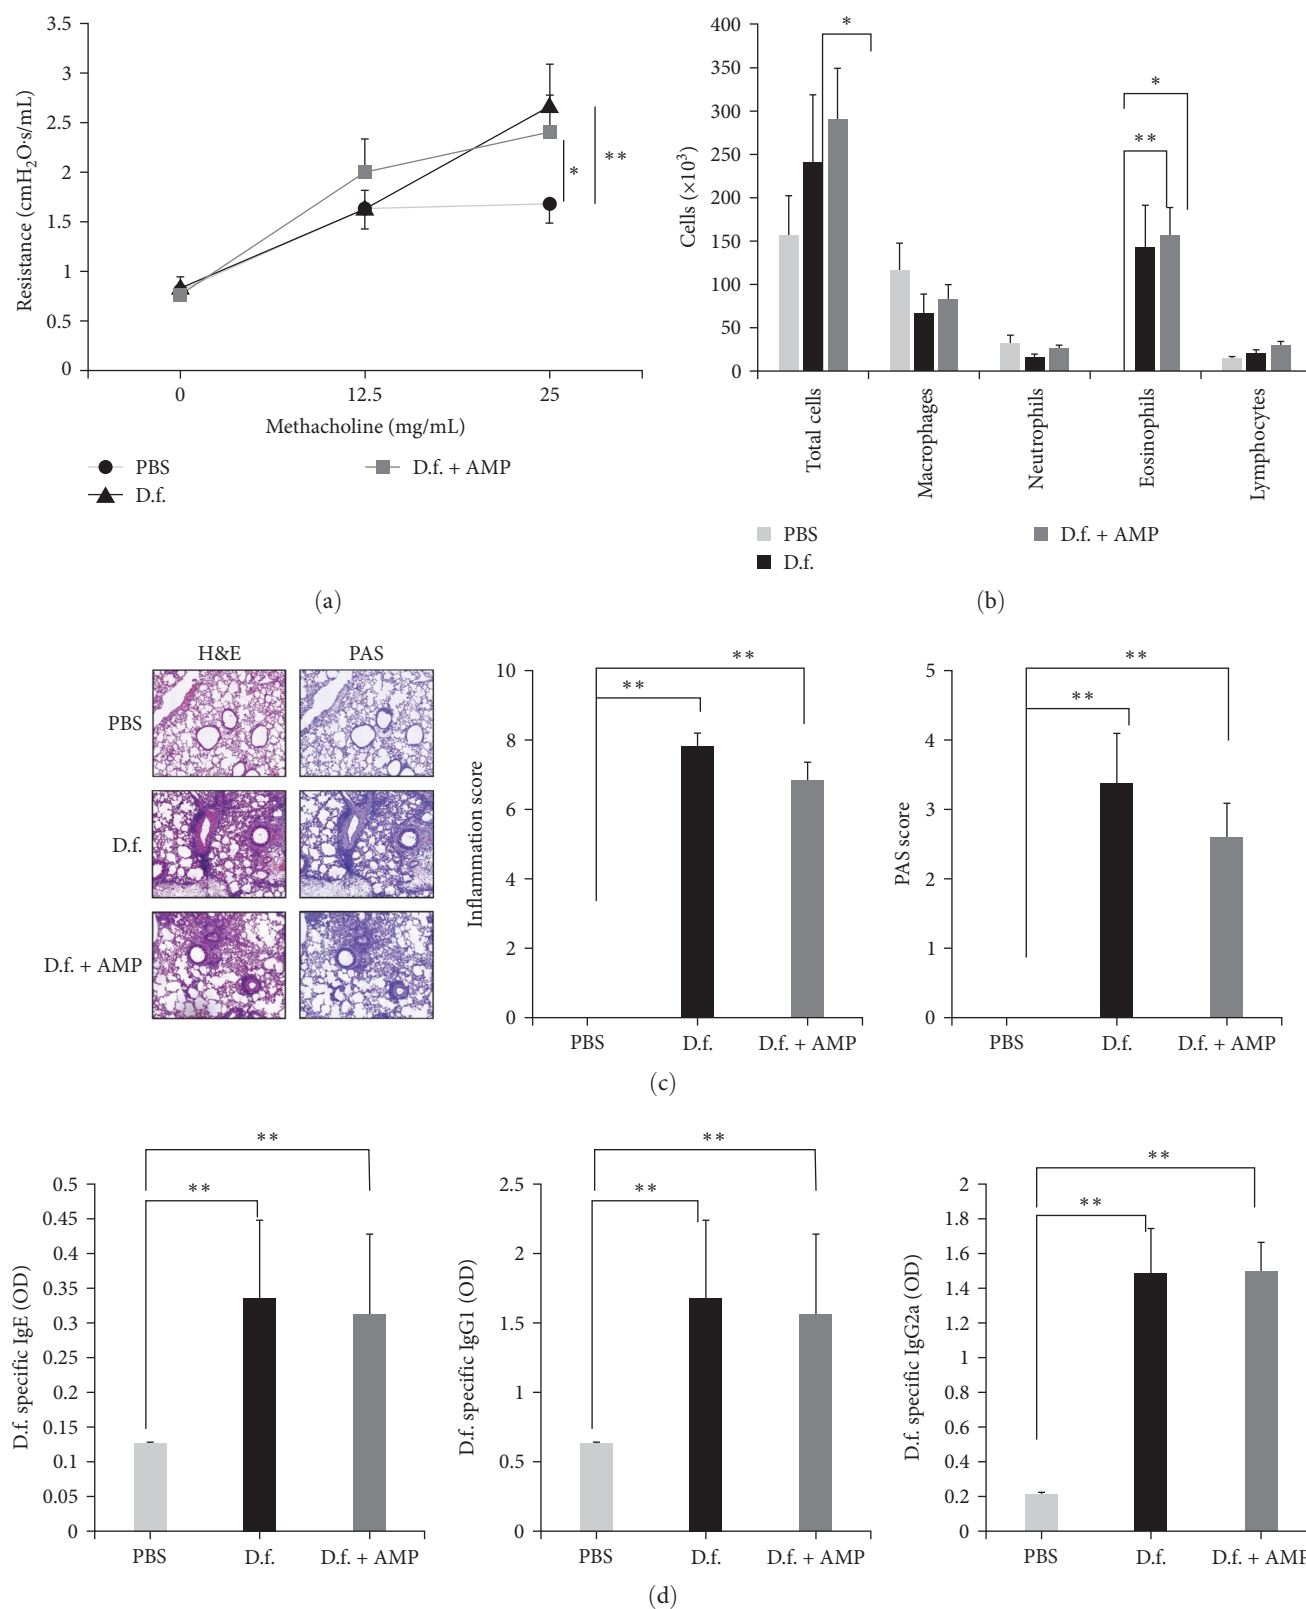 3.5
3
2.5
2
1.5
1
0.5
0
Resistance (cmH2O·s/mL)
*
**
0 12.5 25
Methacholine (mg/mL)
PBS
D.f.
D.f. + AMP
(a)
400
350
300
250
200
150
100
50
0
Cells (×10³)
*
*
**
Total cells
Macrophages
Neutrophils
Eosinophils
Lymphocytes
PBS
D.f.
D.f. + AMP
(b)
H&E PAS
PBS
D.f.
D.f. + AMP
10
8
6
4
2
0
Inflammation score
**
**
PBS D.f. D.f. + AMP
5
4
3
2
1
0
PAS score
**
**
PBS D.f. D.f. + AMP
(c)
0.5
0.45
0.4
0.35
0.3
0.25
0.2
0.15
0.1
0.05
0
D.f. specific IgE (OD)
**
**
PBS D.f. D.f. + AMP
2.5
2
1.5
1
0.5
0
D.f. specific IgG1 (OD)
**
**
PBS D.f. D.f. + AMP
2
1.8
1.6
1.4
1.2
1
0.8
0.6
0.4
0.2
0
D.f. specific IgG2a (OD)
**
**
PBS D.f. D.f. + AMP
(d)